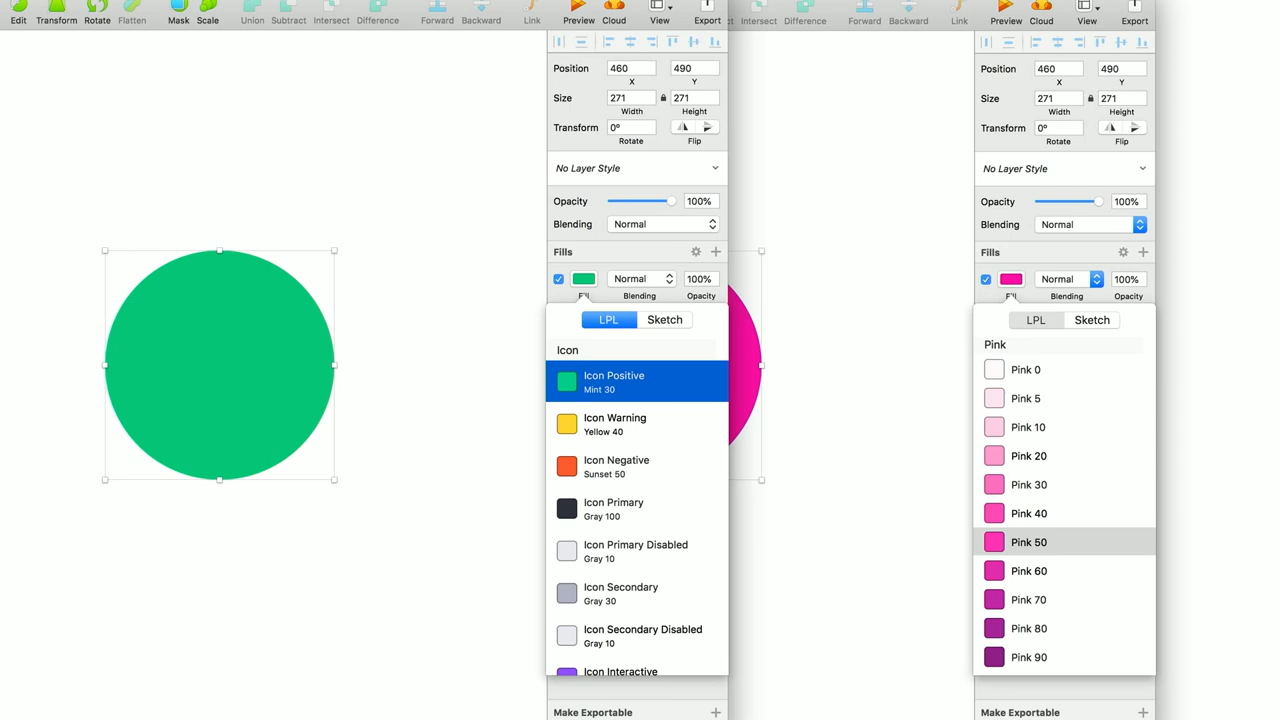 Edit Transform Rotate Flatten Mask Scale Union Subtract Intersect Difference Forward Backward Link Preview Cloud View Export
Intersect Difference Forward Backward Link Preview Cloud View Export
Position 460 490
X Y
Size 271 271
Width Height
Transform 0º
Rotate Flip
No Layer Style
Opacity 100%
Blending Normal
Fills
Normal 100%
Fill Blending Opacity
LPL Sketch
Icon
Icon Positive
Mint 30
Icon Warning
Yellow 40
Icon Negative
Sunset 50
Icon Primary
Gray 100
Icon Primary Disabled
Gray 10
Icon Secondary
Gray 30
Icon Secondary Disabled
Gray 10
Icon Interactive
Make Exportable
Position 460 490
X Y
Size 271 271
Width Height
Transform 0º
Rotate Flip
No Layer Style
Opacity 100%
Blending Normal
Fills
Normal 100%
Fill Blending Opacity
LPL Sketch
Pink
Pink 0
Pink 5
Pink 10
Pink 20
Pink 30
Pink 40
Pink 50
Pink 60
Pink 70
Pink 80
Pink 90
Make Exportable